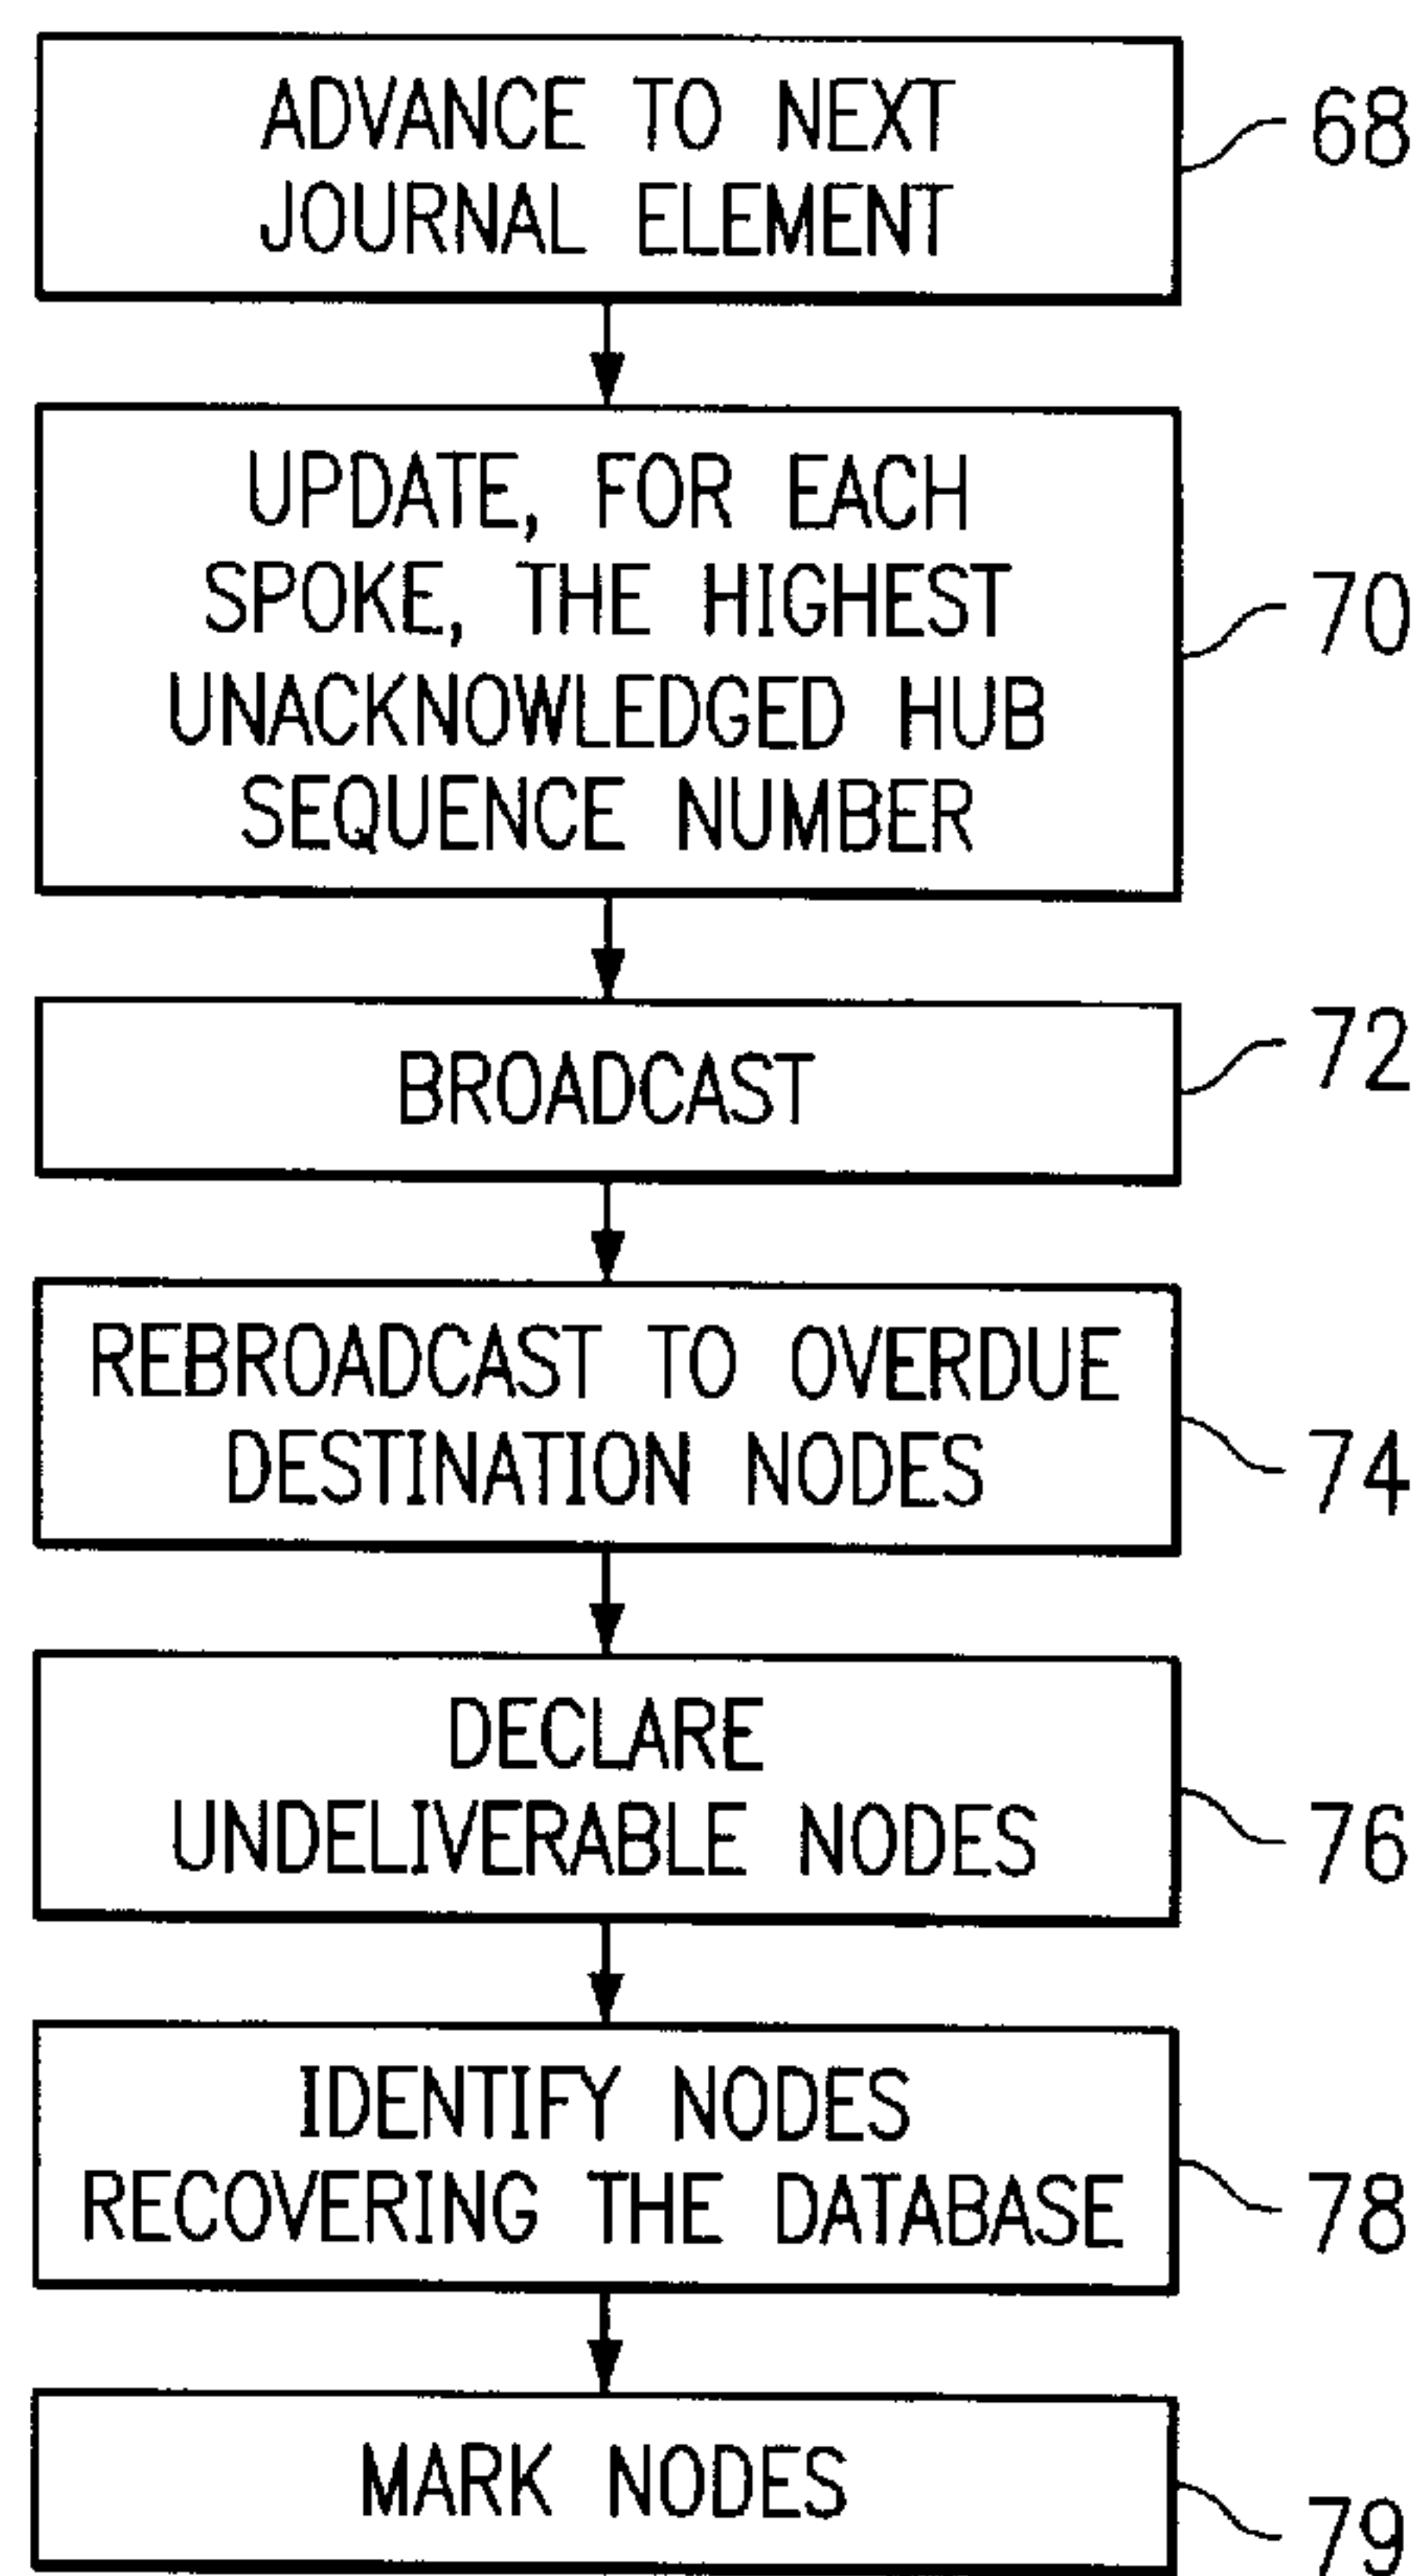 ADVANCE TO NEXT
JOURNAL ELEMENT
68
UPDATE, FOR EACH
SPOKE, THE HIGHEST
UNACKNOWLEDGED HUB
SEQUENCE NUMBER
70
BROADCAST
72
REBROADCAST TO OVERDUE
DESTINATION NODES
74
DECLARE
UNDELIVERABLE NODES
76
IDENTIFY NODES
RECOVERING THE DATABASE
78
MARK NODES
79